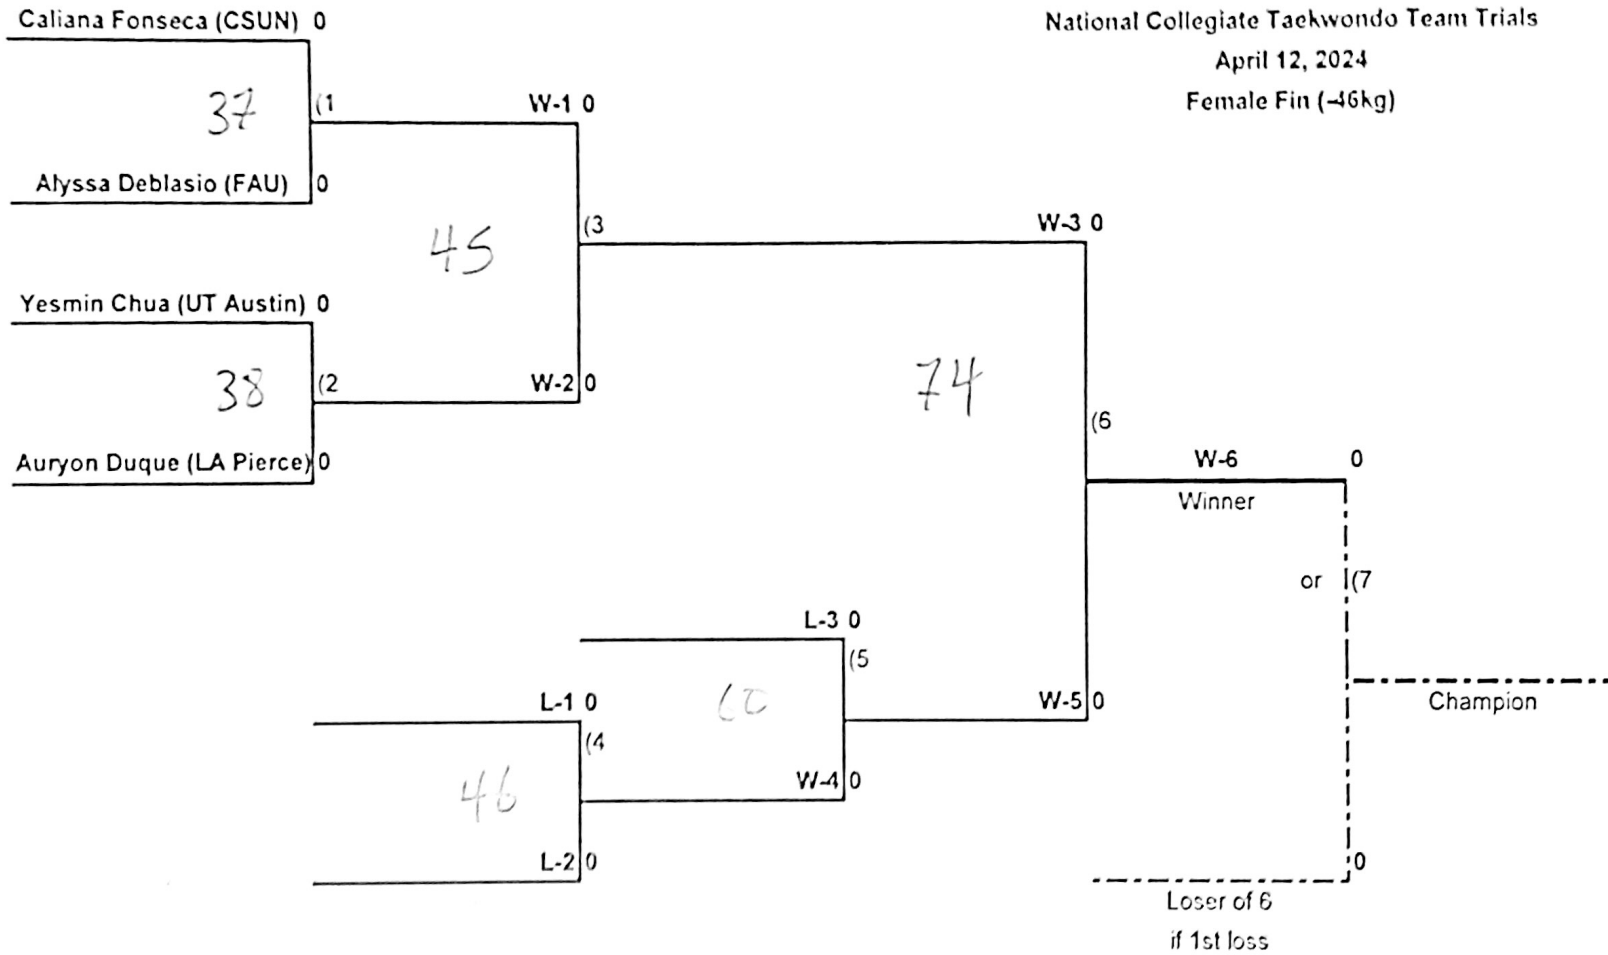 Caliana Fonseca (CSUN) 0
National Collegiate Taekwondo Team Trials
April 12, 2024
Female Fin (-46kg)
37
(1
W-1 0
Alyssa Deblasio (FAU) 0
45
(3
W-3 0
Yesmin Chua (UT Austin) 0
38
(2
W-2 0
74
(6
Auryon Duque (LA Pierce) 0
W-6 0
Winner
or (7
L-3 0
(5
L-1 0
60
W-5 0
Champion
(4
46
W-4 0
L-2 0
0
Loser of 6
if 1st loss